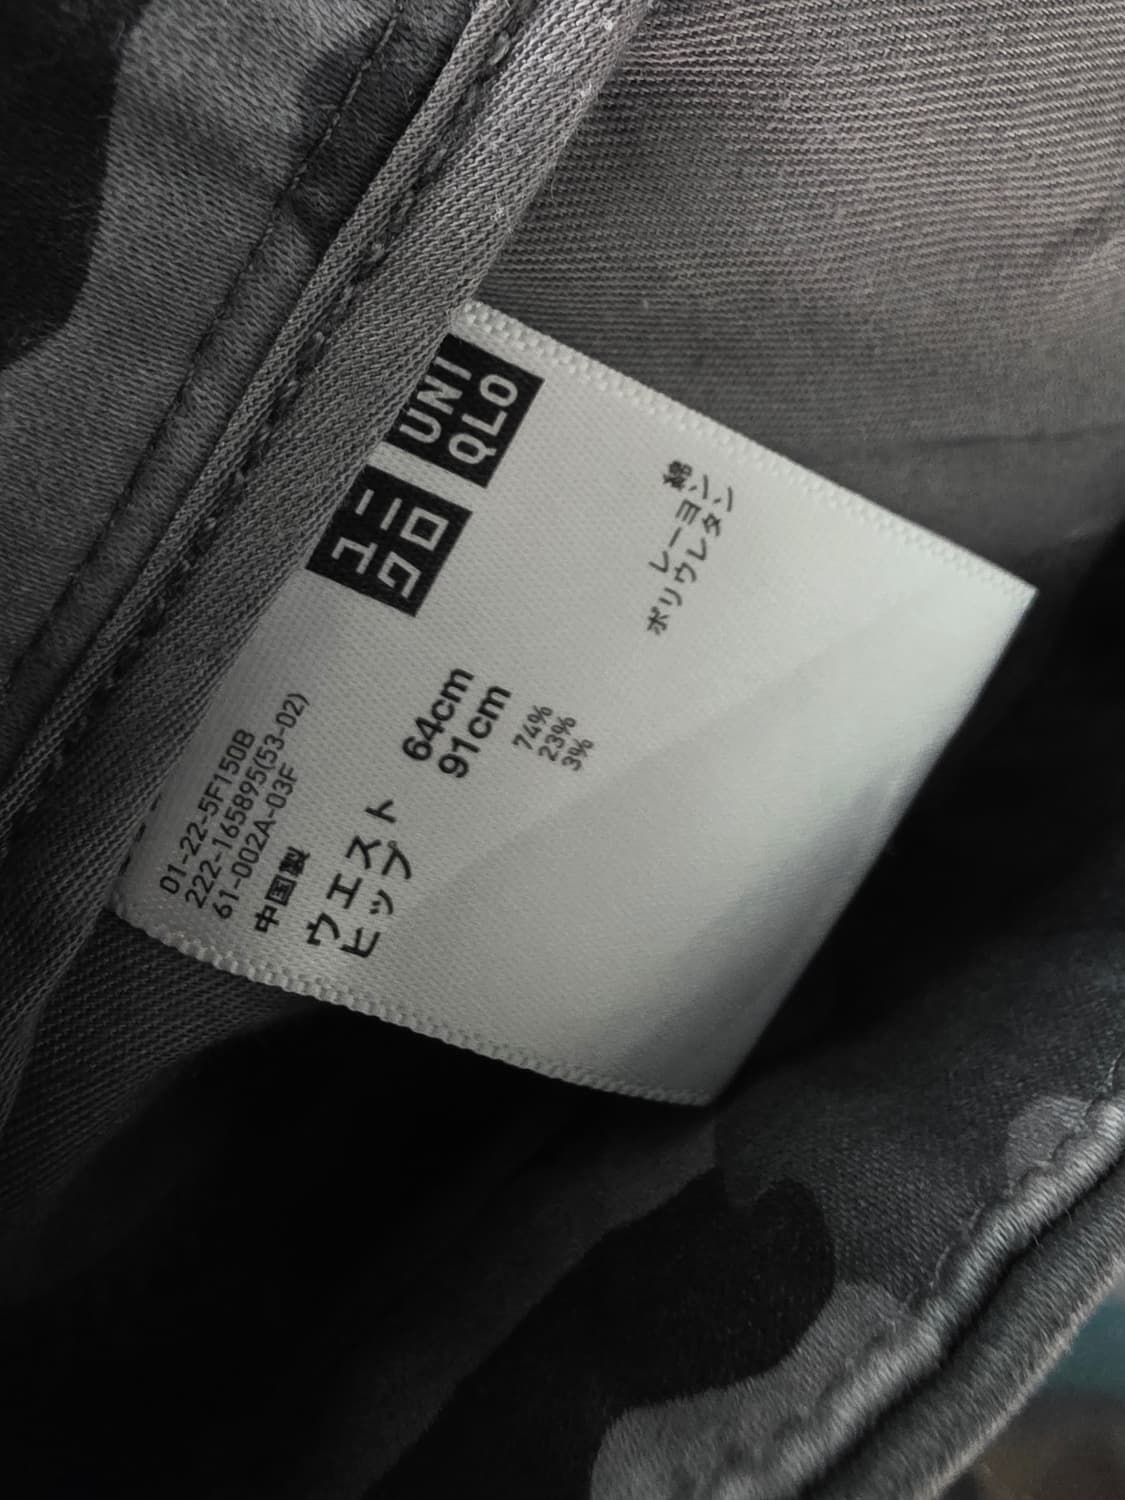 UNI
QLO
ユニ
クロ
01-22-5F150B
222-165895(53-02)
61-002A-03F
中国製
ウエスト 64cm
ヒップ 91cm
綿 74%
レーヨン 23%
ポリウレタン 3%